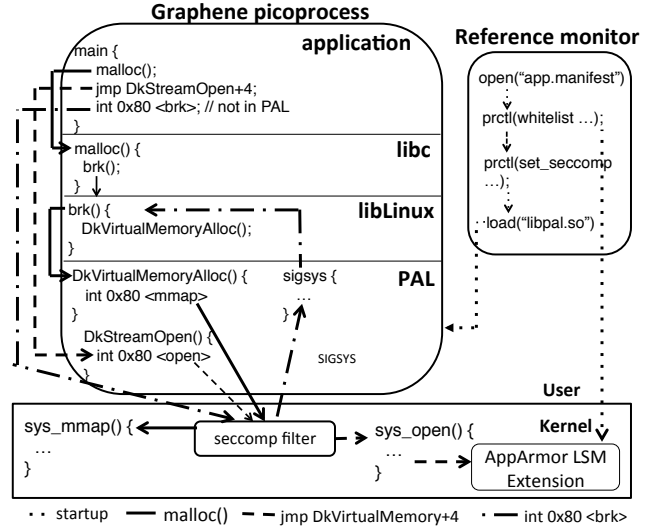 Graphene picoprocess
application
main {
malloc();
jmp DkStreamOpen+4;
int 0x80 <brk>; // not in PAL
}
libc
malloc() {
brk();
}
libLinux
brk() {
DkVirtualMemoryAlloc();
}
PAL
DkVirtualMemoryAlloc() {
int 0x80 <mmap>
}
sigsys {
...
}
DkStreamOpen() {
int 0x80 <open>
}
SIGSYS
Reference monitor
open(“app.manifest”)
prctl(whitelist …);
prctl(set_seccomp
…);
load(“libpal.so”)
User
Kernel
sys_mmap() {
...
}
seccomp filter
sys_open() {
...
}
AppArmor LSM
Extension
startup
malloc()
jmp DkVirtualMemory+4
int 0x80 <brk>